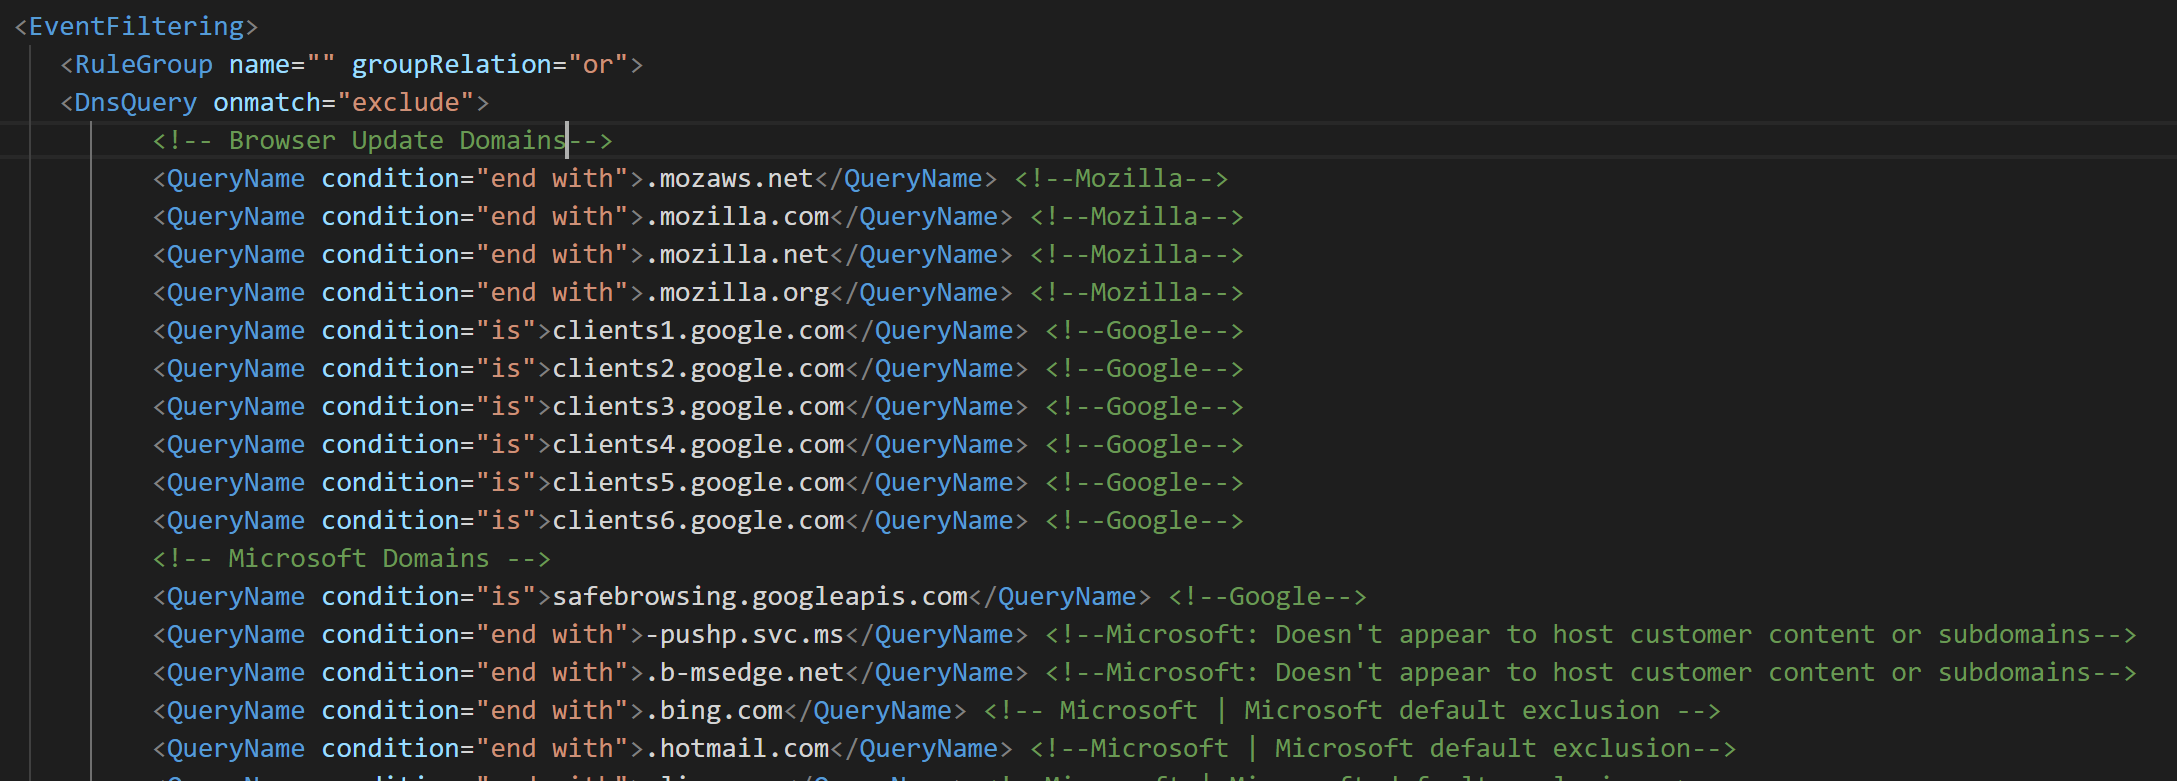 <EventFiltering>
<RuleGroup name="" groupRelation="or">
<DnsQuery onmatch="exclude">
<!-- Browser Update Domains-->
<QueryName condition="end with">.mozaws.net</QueryName> <!--Mozilla-->
<QueryName condition="end with">.mozilla.com</QueryName> <!--Mozilla-->
<QueryName condition="end with">.mozilla.net</QueryName> <!--Mozilla-->
<QueryName condition="end with">.mozilla.org</QueryName> <!--Mozilla-->
<QueryName condition="is">clients1.google.com</QueryName> <!--Google-->
<QueryName condition="is">clients2.google.com</QueryName> <!--Google-->
<QueryName condition="is">clients3.google.com</QueryName> <!--Google-->
<QueryName condition="is">clients4.google.com</QueryName> <!--Google-->
<QueryName condition="is">clients5.google.com</QueryName> <!--Google-->
<QueryName condition="is">clients6.google.com</QueryName> <!--Google-->
<!-- Microsoft Domains -->
<QueryName condition="is">safebrowsing.googleapis.com</QueryName> <!--Google-->
<QueryName condition="end with">-pushp.svc.ms</QueryName> <!--Microsoft: Doesn't appear to host customer content or subdomains-->
<QueryName condition="end with">.b-msedge.net</QueryName> <!--Microsoft: Doesn't appear to host customer content or subdomains-->
<QueryName condition="end with">.bing.com</QueryName> <!-- Microsoft | Microsoft default exclusion -->
<QueryName condition="end with">.hotmail.com</QueryName> <!--Microsoft | Microsoft default exclusion-->